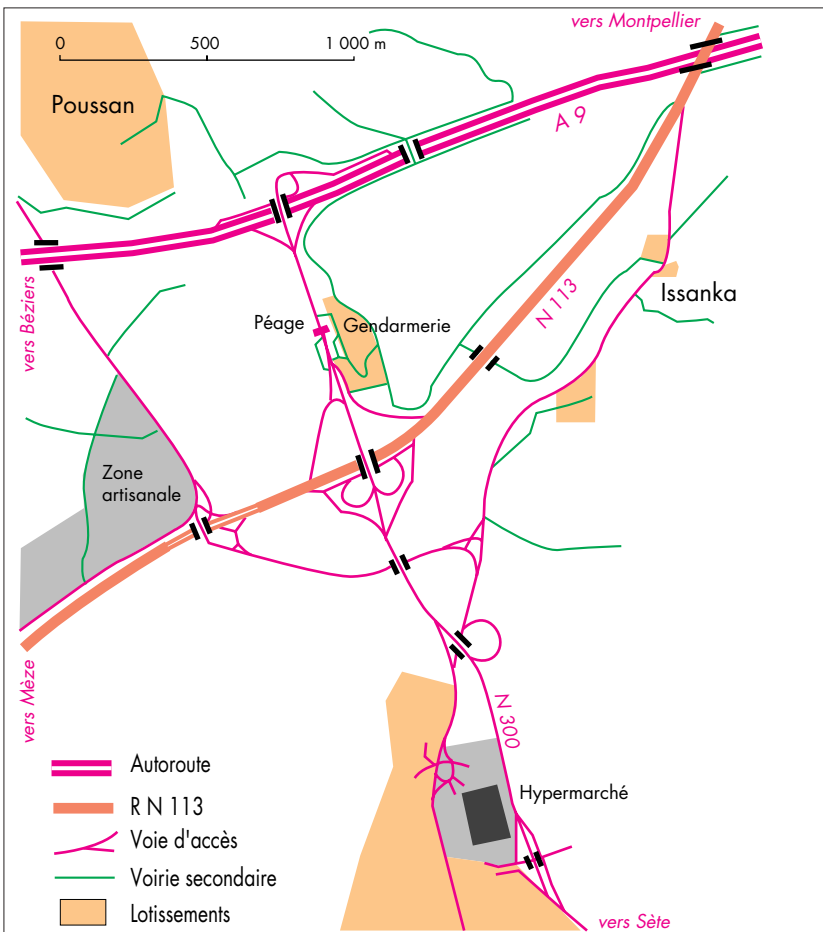 vers Montpellier
0 500 1 000 m
Poussan
A 9
vers Béziers
Péage
Gendarmerie
N 113
Issanka
Zone
artisanale
vers Mèze
N 300
Hypermarché
vers Sète
Autoroute
R N 113
Voie d'accès
Voirie secondaire
Lotissements